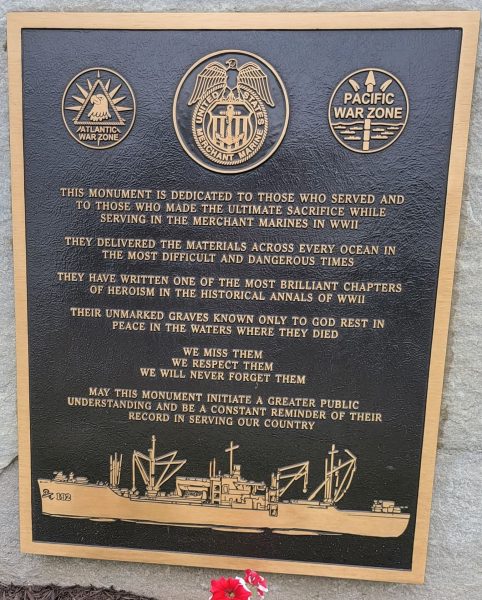 ATLANTIC
WAR ZONE
UNITED STATES
MERCHANT MARINE
PACIFIC
WAR ZONE
THIS MONUMENT IS DEDICATED TO THOSE WHO SERVED AND
TO THOSE WHO MADE THE ULTIMATE SACRIFICE WHILE
SERVING IN THE MERCHANT MARINES IN WWII
THEY DELIVERED THE MATERIALS ACROSS EVERY OCEAN IN
THE MOST DIFFICULT AND DANGEROUS TIMES
THEY HAVE WRITTEN ONE OF THE MOST BRILLIANT CHAPTERS
OF HEROISM IN THE HISTORICAL ANNALS OF WWII
THEIR UNMARKED GRAVES KNOWN ONLY TO GOD REST IN
PEACE IN THE WATERS WHERE THEY DIED
WE MISS THEM
WE RESPECT THEM
WE WILL NEVER FORGET THEM
MAY THIS MONUMENT INITIATE A GREATER PUBLIC
UNDERSTANDING AND BE A CONSTANT REMINDER OF THEIR
RECORD IN SERVING OUR COUNTRY
192